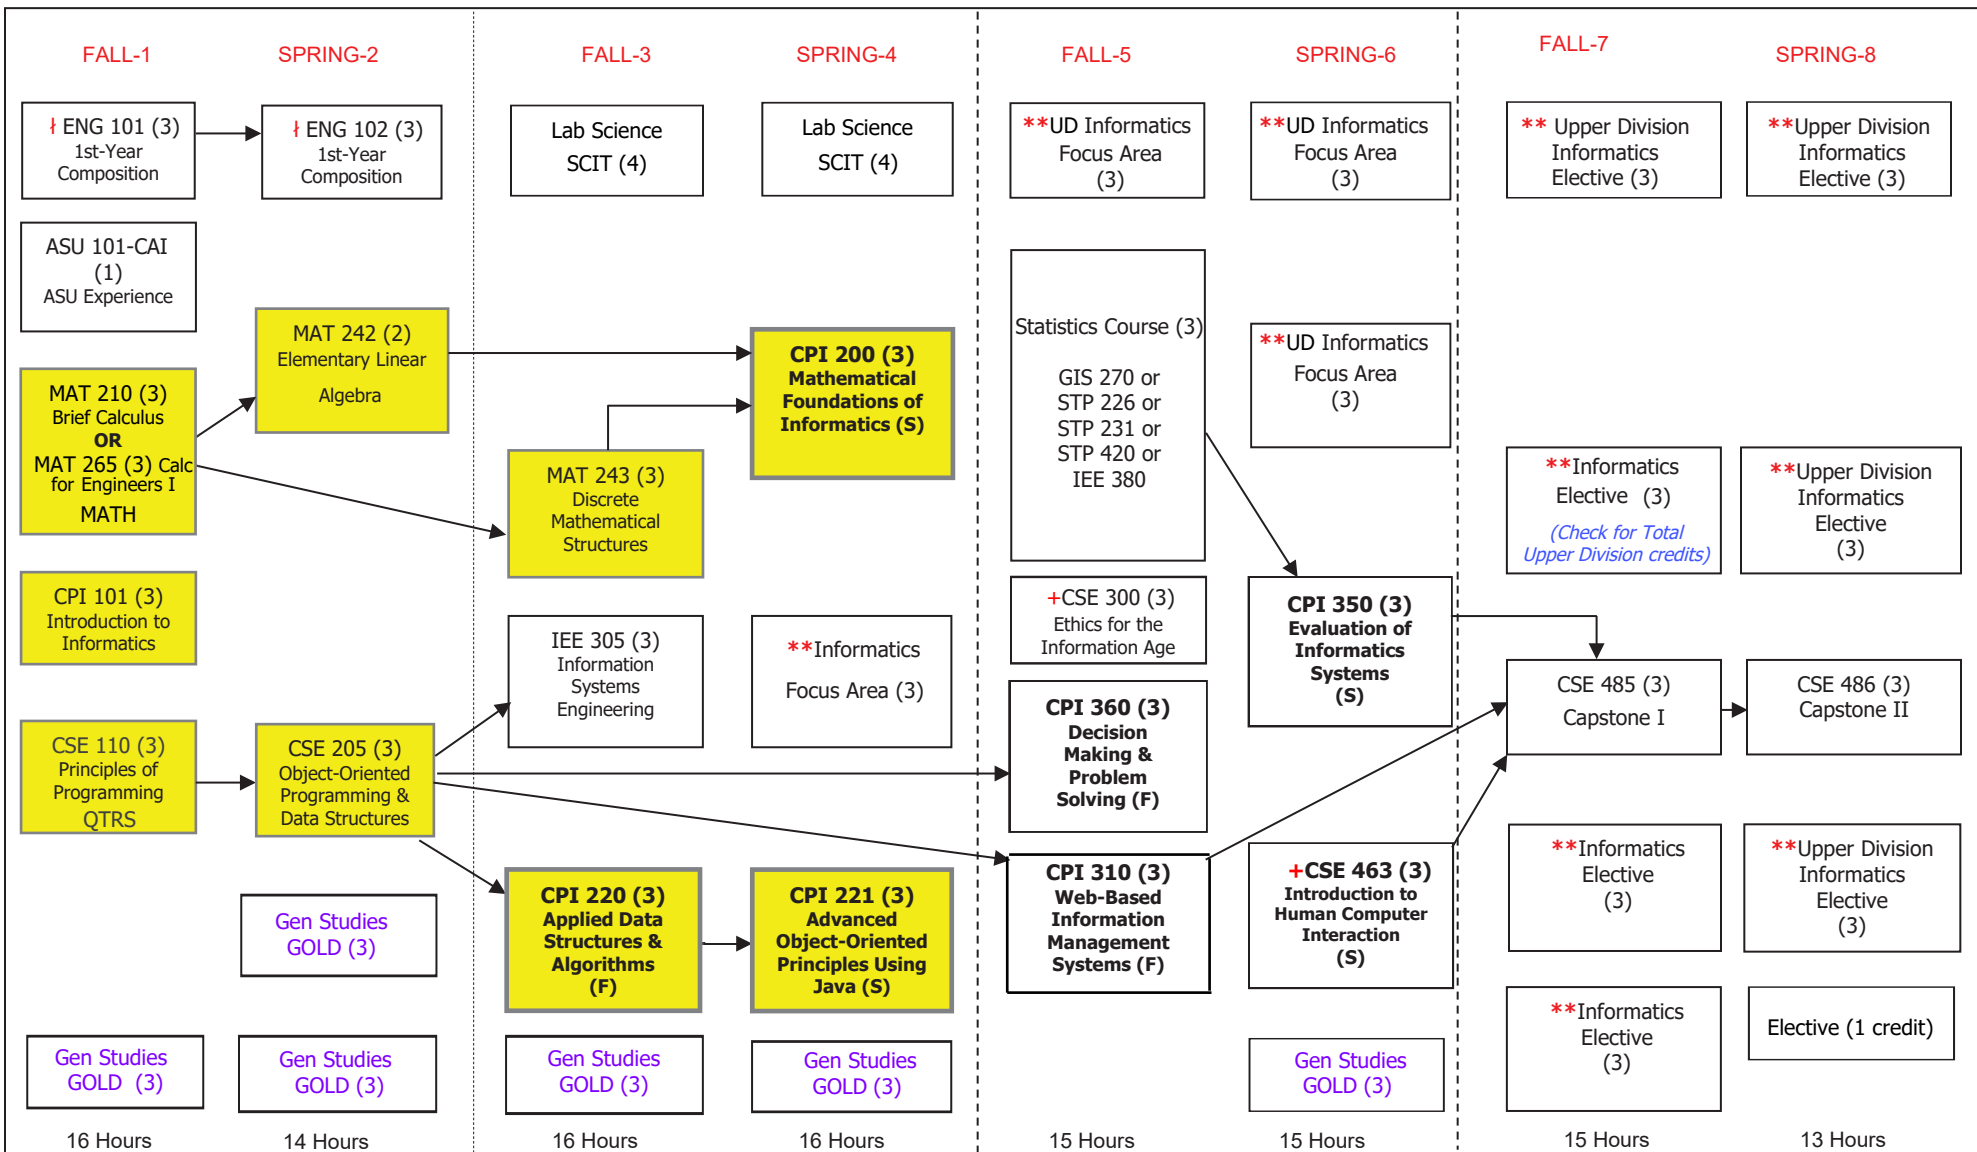 FALL-1
ł ENG 101 (3)
1st-Year
Composition
ASU 101-CAI
(1)
ASU Experience
MAT 210 (3)
Brief Calculus
OR
MAT 265 (3) Calc
for Engineers I
MATH
CPI 101 (3)
Introduction to
Informatics
CSE 110 (3)
Principles of
Programming
QTRS
Gen Studies
GOLD (3)
16 Hours
SPRING-2
ł ENG 102 (3)
1st-Year
Composition
MAT 242 (2)
Elementary Linear
Algebra
CSE 205 (3)
Object-Oriented
Programming &
Data Structures
Gen Studies
GOLD (3)
Gen Studies
GOLD (3)
14 Hours
FALL-3
Lab Science
SCIT (4)
MAT 243 (3)
Discrete
Mathematical
Structures
IEE 305 (3)
Information
Systems
Engineering
CPI 220 (3)
Applied Data
Structures &
Algorithms
(F)
Gen Studies
GOLD (3)
16 Hours
SPRING-4
Lab Science
SCIT (4)
CPI 200 (3)
Mathematical
Foundations of
Informatics (S)
**Informatics
Focus Area (3)
CPI 221 (3)
Advanced
Object-Oriented
Principles Using
Java (S)
Gen Studies
GOLD (3)
16 Hours
FALL-5
**UD Informatics
Focus Area
(3)
Statistics Course (3)
GIS 270 or
STP 226 or
STP 231 or
STP 420 or
IEE 380
+CSE 300 (3)
Ethics for the
Information Age
CPI 360 (3)
Decision
Making &
Problem
Solving (F)
CPI 310 (3)
Web-Based
Information
Management
Systems (F)
15 Hours
SPRING-6
**UD Informatics
Focus Area
(3)
**UD Informatics
Focus Area
(3)
CPI 350 (3)
Evaluation of
Informatics
Systems
(S)
+CSE 463 (3)
Introduction to
Human Computer
Interaction
(S)
Gen Studies
GOLD (3)
15 Hours
FALL-7
** Upper Division
Informatics
Elective (3)
**Informatics
Elective (3)
(Check for Total
Upper Division credits)
CSE 485 (3)
Capstone I
**Informatics
Elective
(3)
**Informatics
Elective
(3)
15 Hours
SPRING-8
**Upper Division
Informatics
Elective (3)
**Upper Division
Informatics
Elective
(3)
CSE 486 (3)
Capstone II
**Upper Division
Informatics
Elective
(3)
Elective (1 credit)
13 Hours